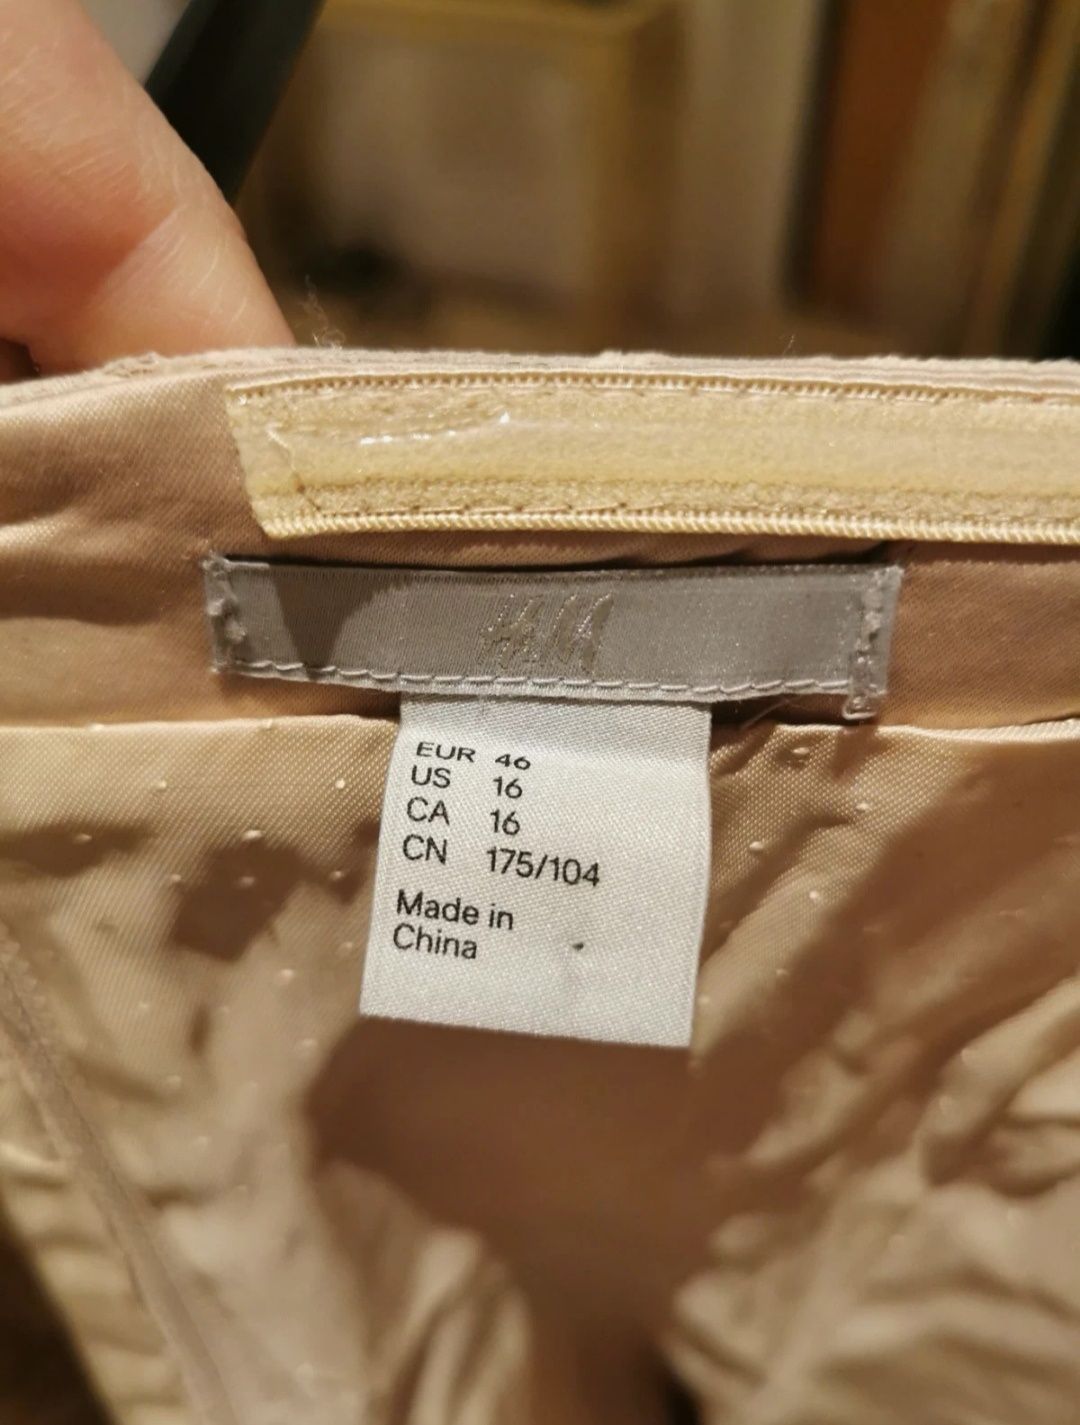 H&M
EUR 46
US 16
CA 16
CN 175/104
Made in
China